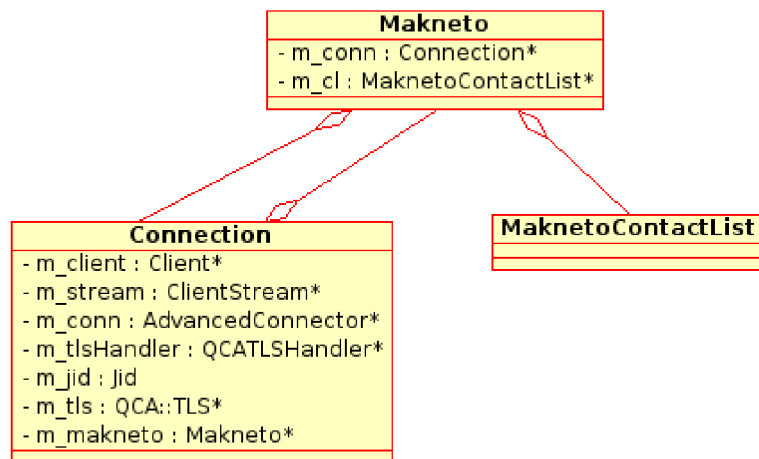 Makneto
- m_conn : Connection*
- m_cl : MaknetoContactList*
Connection
- m_client : Client*
- m_stream : ClientStream*
- m_conn : AdvancedConnector*
- m_tlsHandler : QCATLSHandler*
- m_jid : Jid
- m_tls : QCA::TLS*
- m_makneto : Makneto*
MaknetoContactList